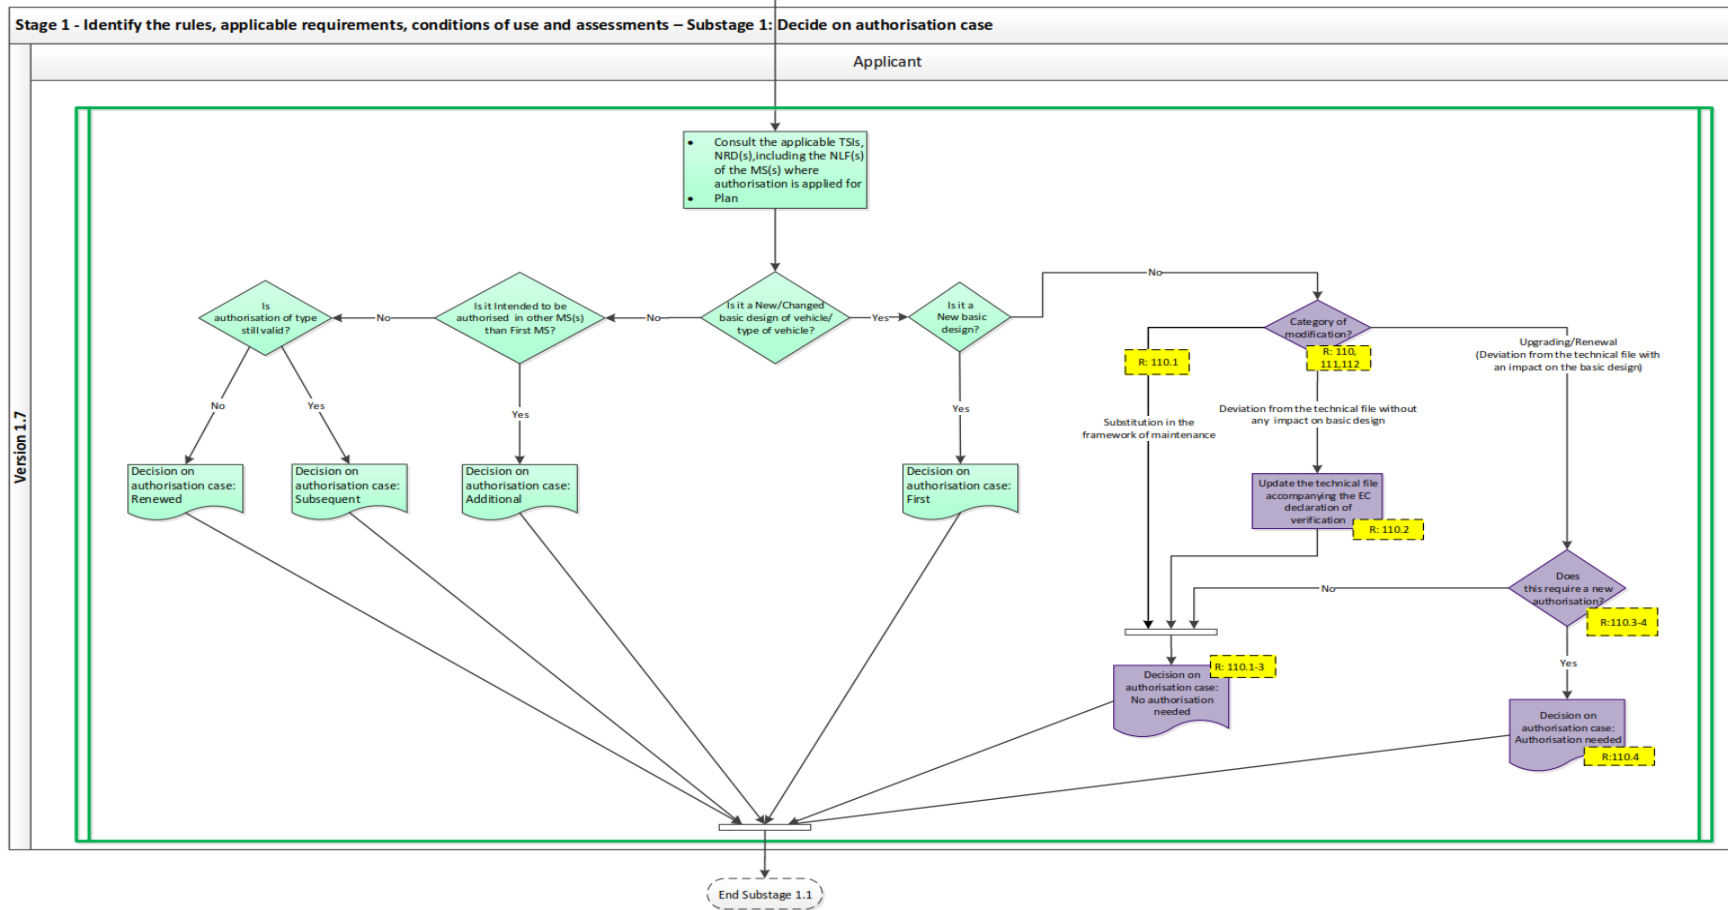 Stage 1 - Identify the rules, applicable requirements, conditions of use and assessments – Substage 1: Decide on authorisation case
Applicant
Version 1.7
• Consult the applicable TSIs,
NRD(s),including the NLF(s)
of the MS(s) where
authorisation is applied for
• Plan
Is
authorisation of type
still valid?
No
Is it Intended to be
authorised in other MS(s)
than First MS?
No
Is it a New/Changed
basic design of vehicle/
type of vehicle?
Yes
Is it a
New basic
design?
No
Category of
modification?
R: 110,
111,112
R: 110.1
Upgrading/Renewal
(Deviation from the technical file with
an impact on the basic design)
No
Yes
Yes
Yes
Substitution in the
framework of maintenance
Deviation from the technical file without
any impact on basic design
Decision on
authorisation case:
Renewed
Decision on
authorisation case:
Subsequent
Decision on
authorisation case:
Additional
Decision on
authorisation case:
First
Update the technical file
accompanying the EC
declaration of
verification
R: 110.2
Does
this require a new
authorisation?
R:110.3-4
No
Yes
R: 110.1-3
Decision on
authorisation case:
No authorisation
needed
Decision on
authorisation case:
Authorisation needed
R:110.4
End Substage 1.1